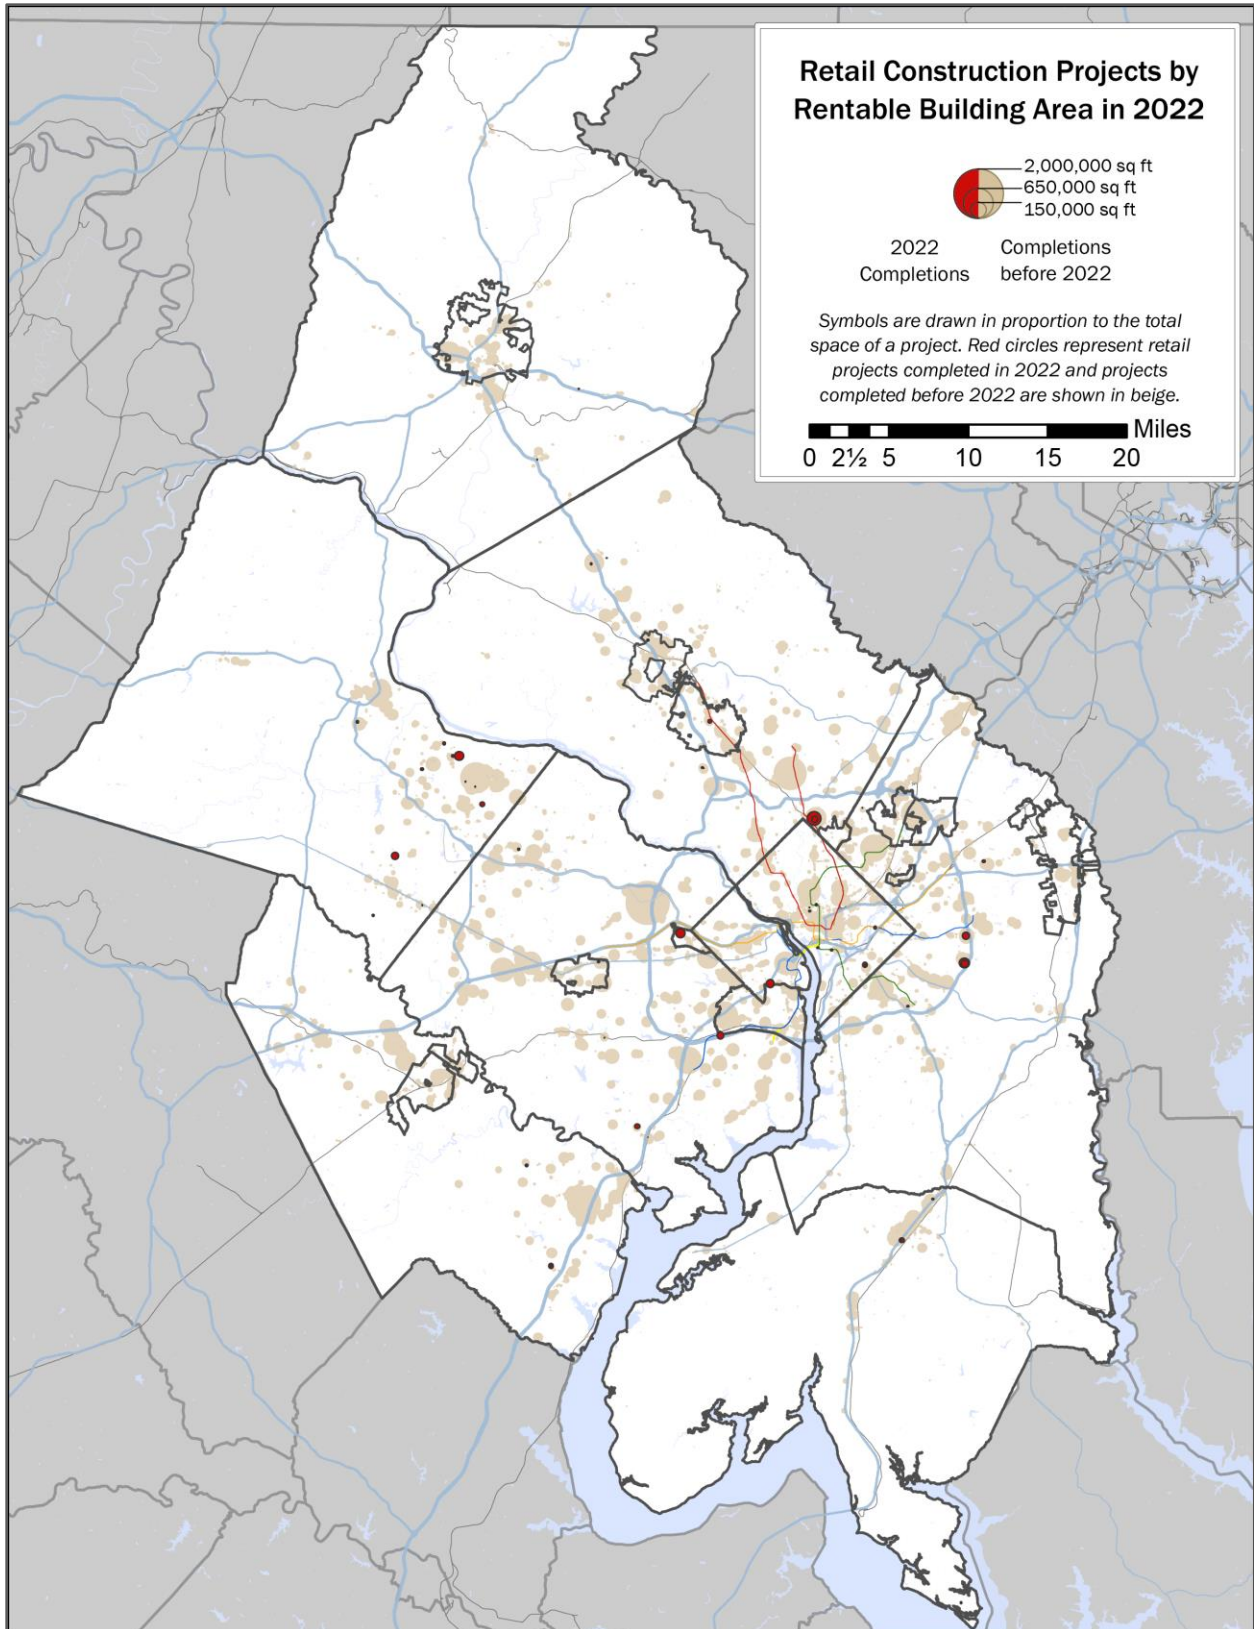 Retail Construction Projects by
Rentable Building Area in 2022
2,000,000 sq ft
650,000 sq ft
150,000 sq ft
2022 Completions
Completions before 2022
Symbols are drawn in proportion to the total
space of a project. Red circles represent retail
projects completed in 2022 and projects
completed before 2022 are shown in beige.
Miles
0 2½ 5 10 15 20